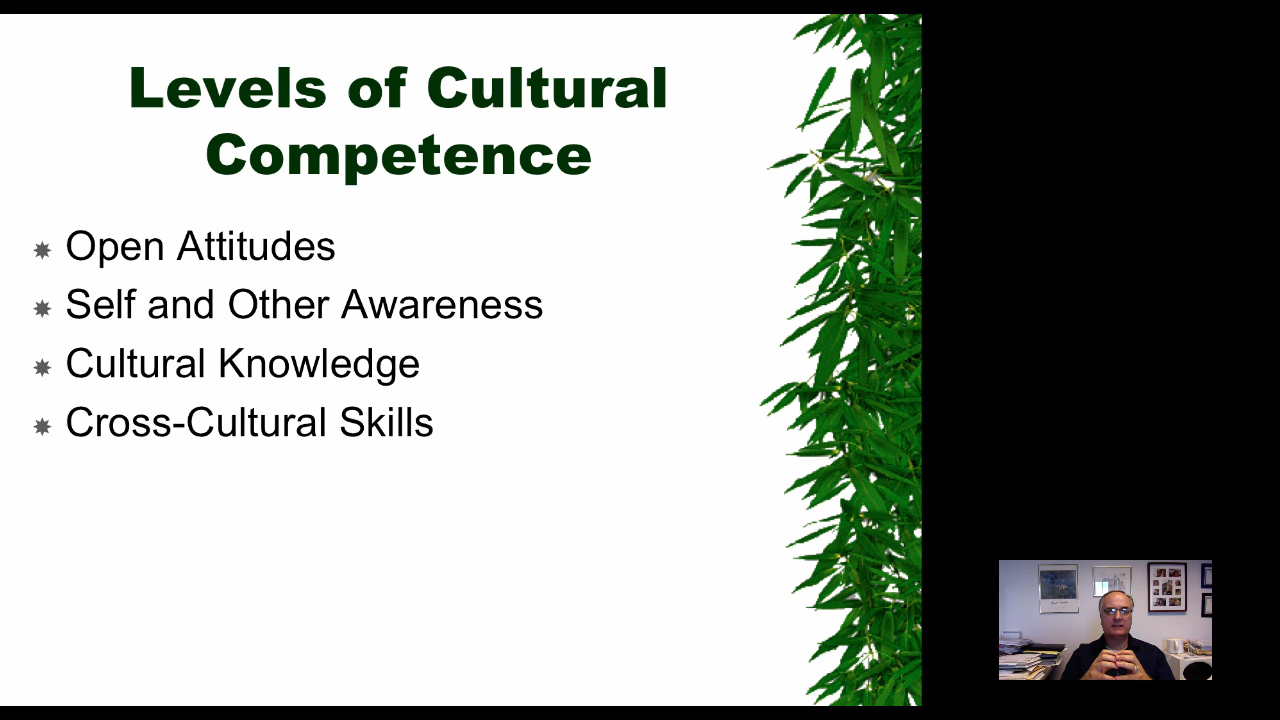 Levels of Cultural
Competence
Open Attitudes
Self and Other Awareness
Cultural Knowledge
Cross-Cultural Skills